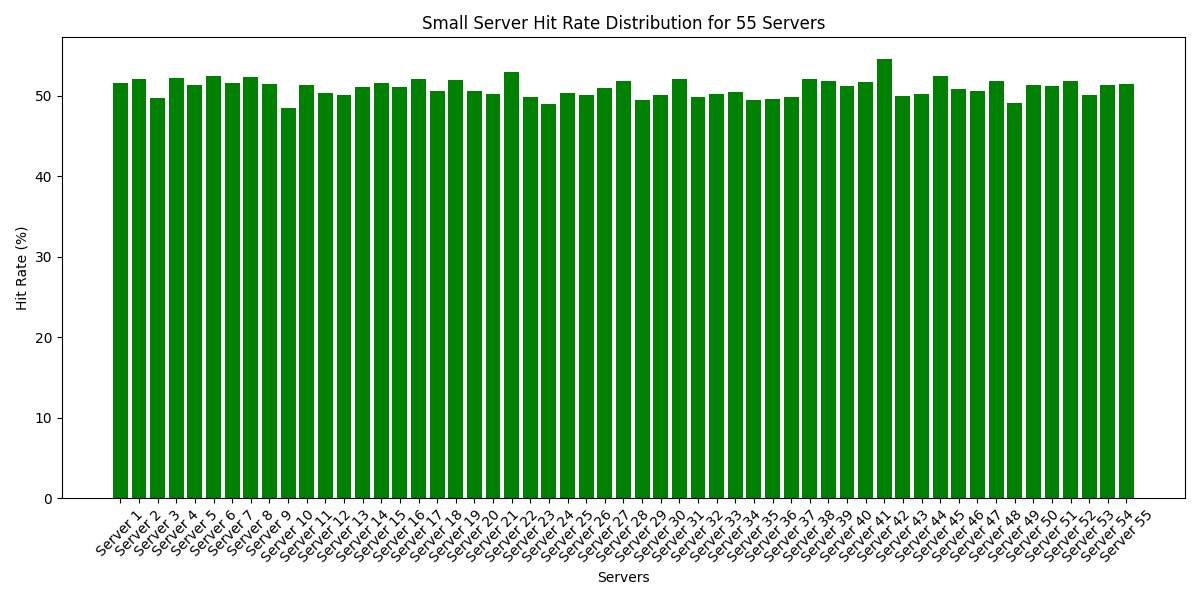 Small Server Hit Rate Distribution for 55 Servers
Hit Rate (%)
50
40
30
20
10
0
Server 1
Server 2
Server 3
Server 4
Server 5
Server 6
Server 7
Server 8
Server 9
Server 10
Server 11
Server 12
Server 13
Server 14
Server 15
Server 16
Server 17
Server 18
Server 19
Server 20
Server 21
Server 22
Server 23
Server 24
Server 25
Server 26
Server 27
Server 28
Server 29
Server 30
Server 31
Server 32
Server 33
Server 34
Server 35
Server 36
Server 37
Server 38
Server 39
Server 40
Server 41
Server 42
Server 43
Server 44
Server 45
Server 46
Server 47
Server 48
Server 49
Server 50
Server 51
Server 52
Server 53
Server 54
Server 55
Servers